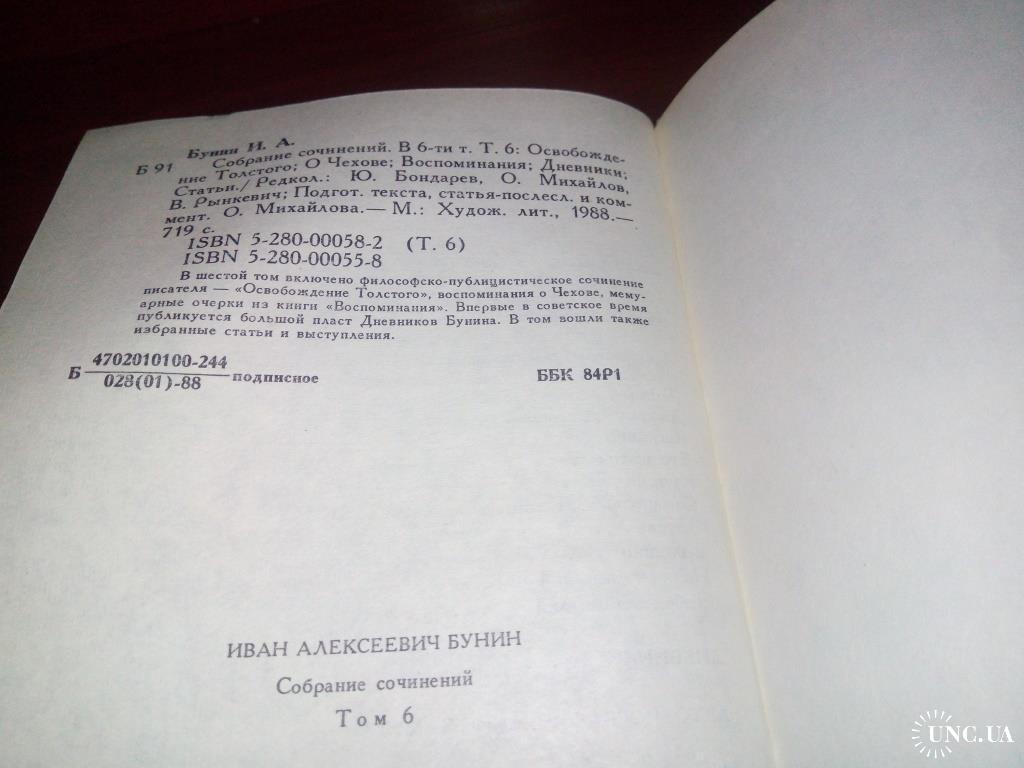 Бунин И. А.
Б 91 Собрание сочинений. В 6-ти т. Т. 6: Освобожде-
ние Толстого; О Чехове; Воспоминания; Дневники;
Статьи./ Редкол.: Ю. Бондарев, О. Михайлов,
В. Рынкевич; Подгот. текста, статья-послесл. и ком-
мент. О. Михайлова.— М.: Худож. лит., 1988.—
719 с.
ISBN 5-280-00058-2 (Т. 6)
ISBN 5-280-00055-8
В шестой том включено философско-публицистическое сочинение
писателя — «Освобождение Толстого», воспоминания о Чехове, мему-
арные очерки из книги «Воспоминания». Впервые в советское время
публикуется большой пласт Дневников Бунина. В том вошли также
избранные статьи и выступления.
4702010100-244
Б подписное ББК 84Р1
028(01)-88
ИВАН АЛЕКСЕЕВИЧ БУНИН
Собрание сочинений
Том 6
UNC.UA